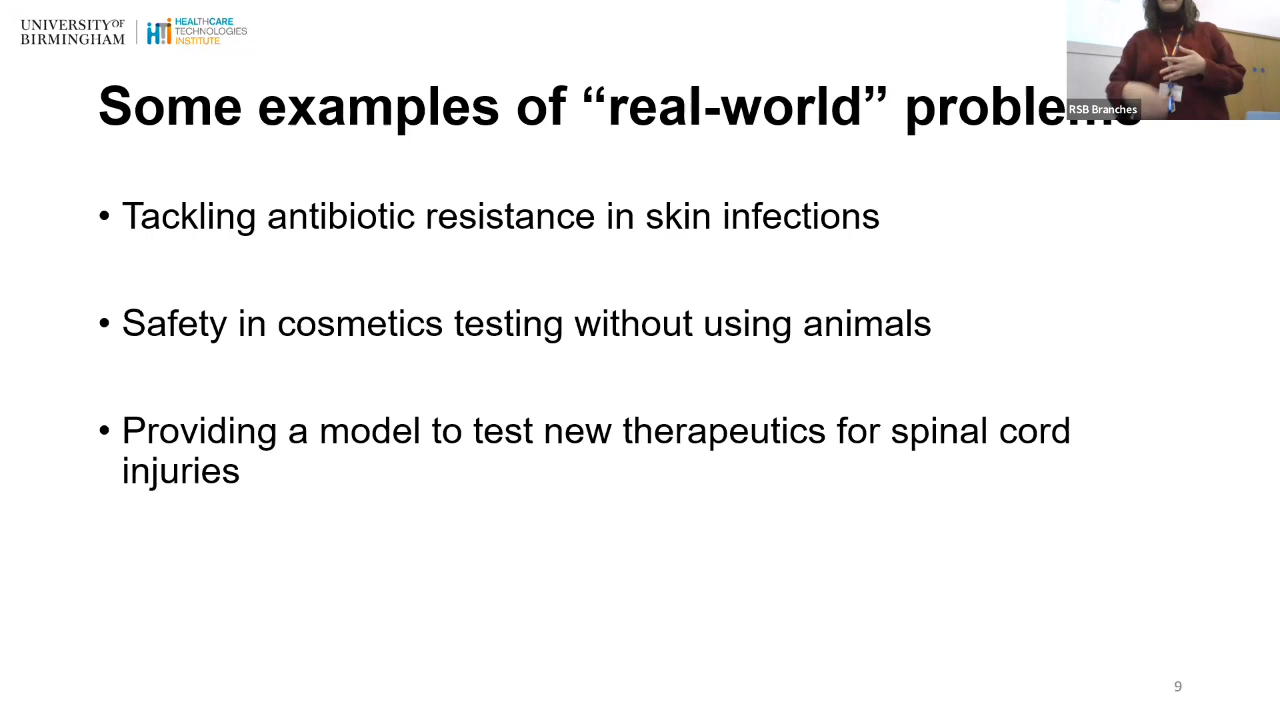 UNIVERSITY OF
BIRMINGHAM
HEALTHCARE
TECHNOLOGIES
INSTITUTE
Some examples of “real-world” problems
RSB Branches
• Tackling antibiotic resistance in skin infections
• Safety in cosmetics testing without using animals
• Providing a model to test new therapeutics for spinal cord
injuries
9